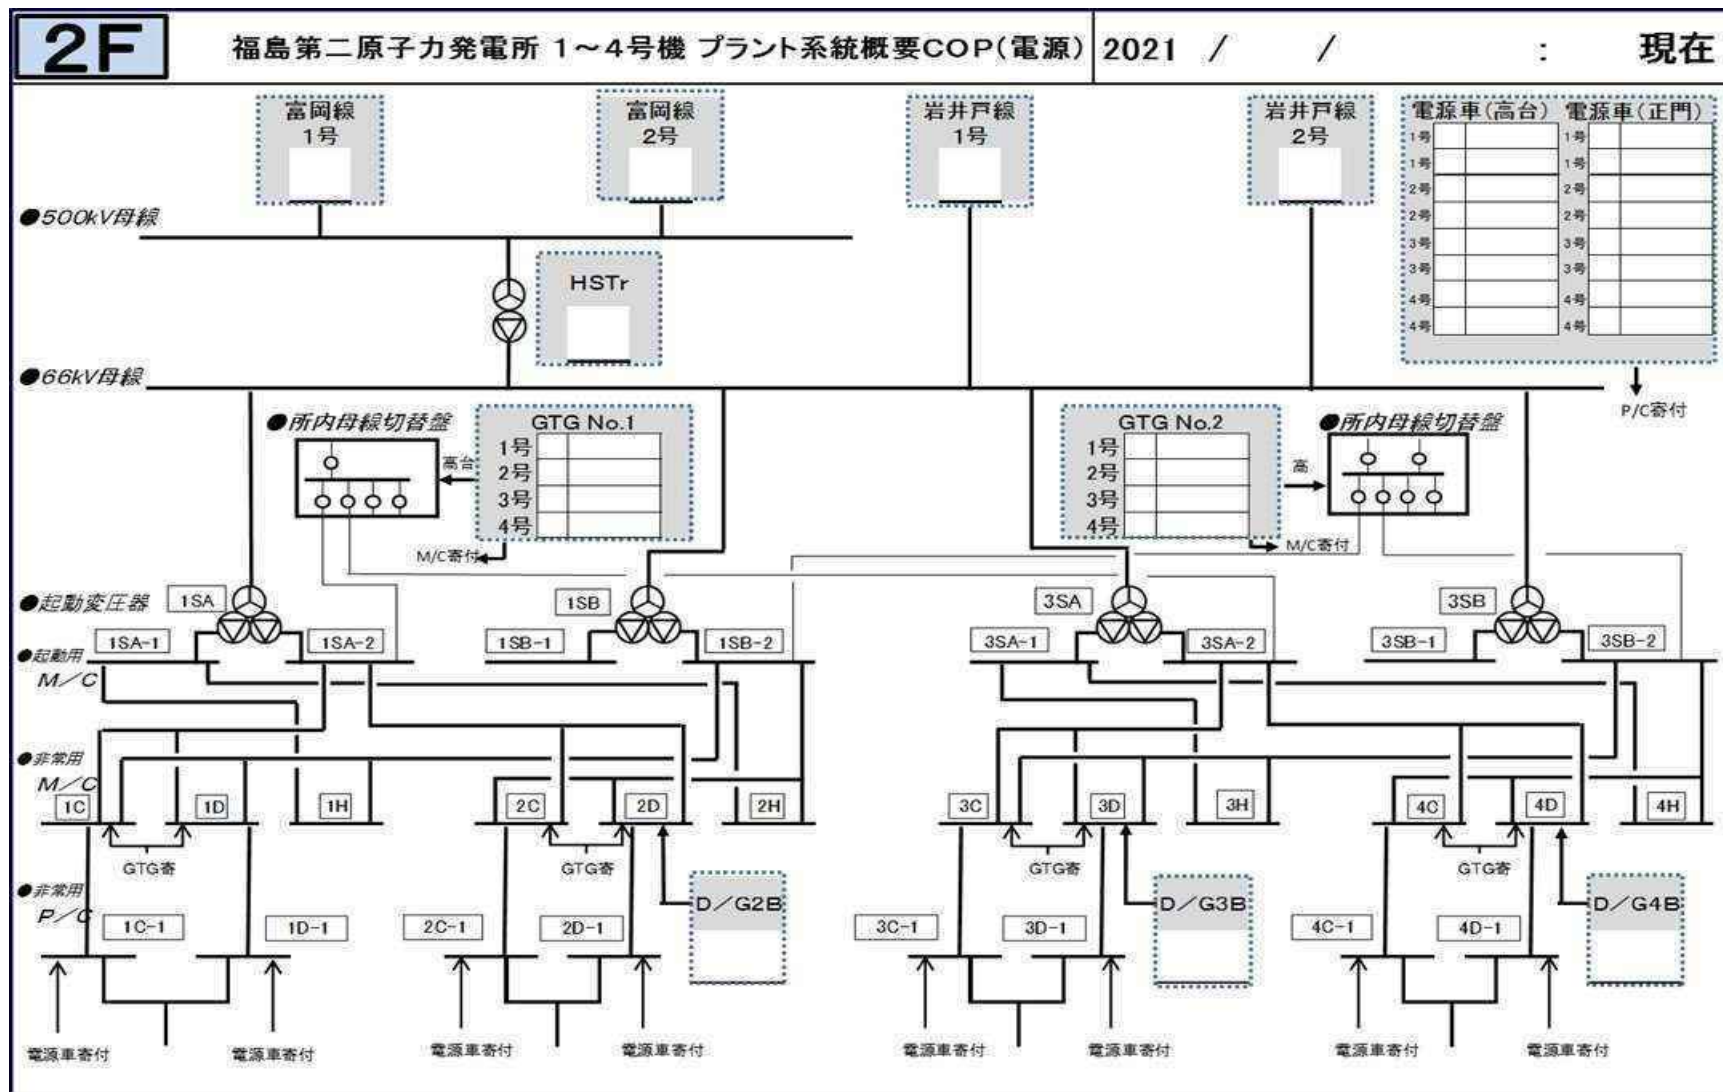 2F
福島第二原子力発電所 1～4号機 プラント系統概要COP(電源)
2021 / / : 現在
富岡線
1号
富岡線
2号
岩井戸線
1号
岩井戸線
2号
電源車(高台) 電源車(正門)
1号 1号
1号 1号
2号 2号
2号 2号
3号 3号
3号 3号
4号 4号
4号 4号
●500kV母線
HSTr
●66kV母線
P/C寄付
●所内母線切替盤
GTG No.1
1号
2号
3号
4号
高台
M/C寄付
GTG No.2
1号
2号
3号
4号
高
M/C寄付
●所内母線切替盤
●起動変圧器
1SA
1SB
3SA
3SB
1SA-1
1SA-2
1SB-1
1SB-2
3SA-1
3SA-2
3SB-1
3SB-2
●起動用
M/C
●非常用
M/C
1C
1D
1H
2C
2D
2H
3C
3D
3H
4C
4D
4H
GTG寄
GTG寄
GTG寄
GTG寄
●非常用
P/C
D/G2B
D/G3B
D/G4B
1C-1
1D-1
2C-1
2D-1
3C-1
3D-1
4C-1
4D-1
電源車寄付
電源車寄付
電源車寄付
電源車寄付
電源車寄付
電源車寄付
電源車寄付
電源車寄付